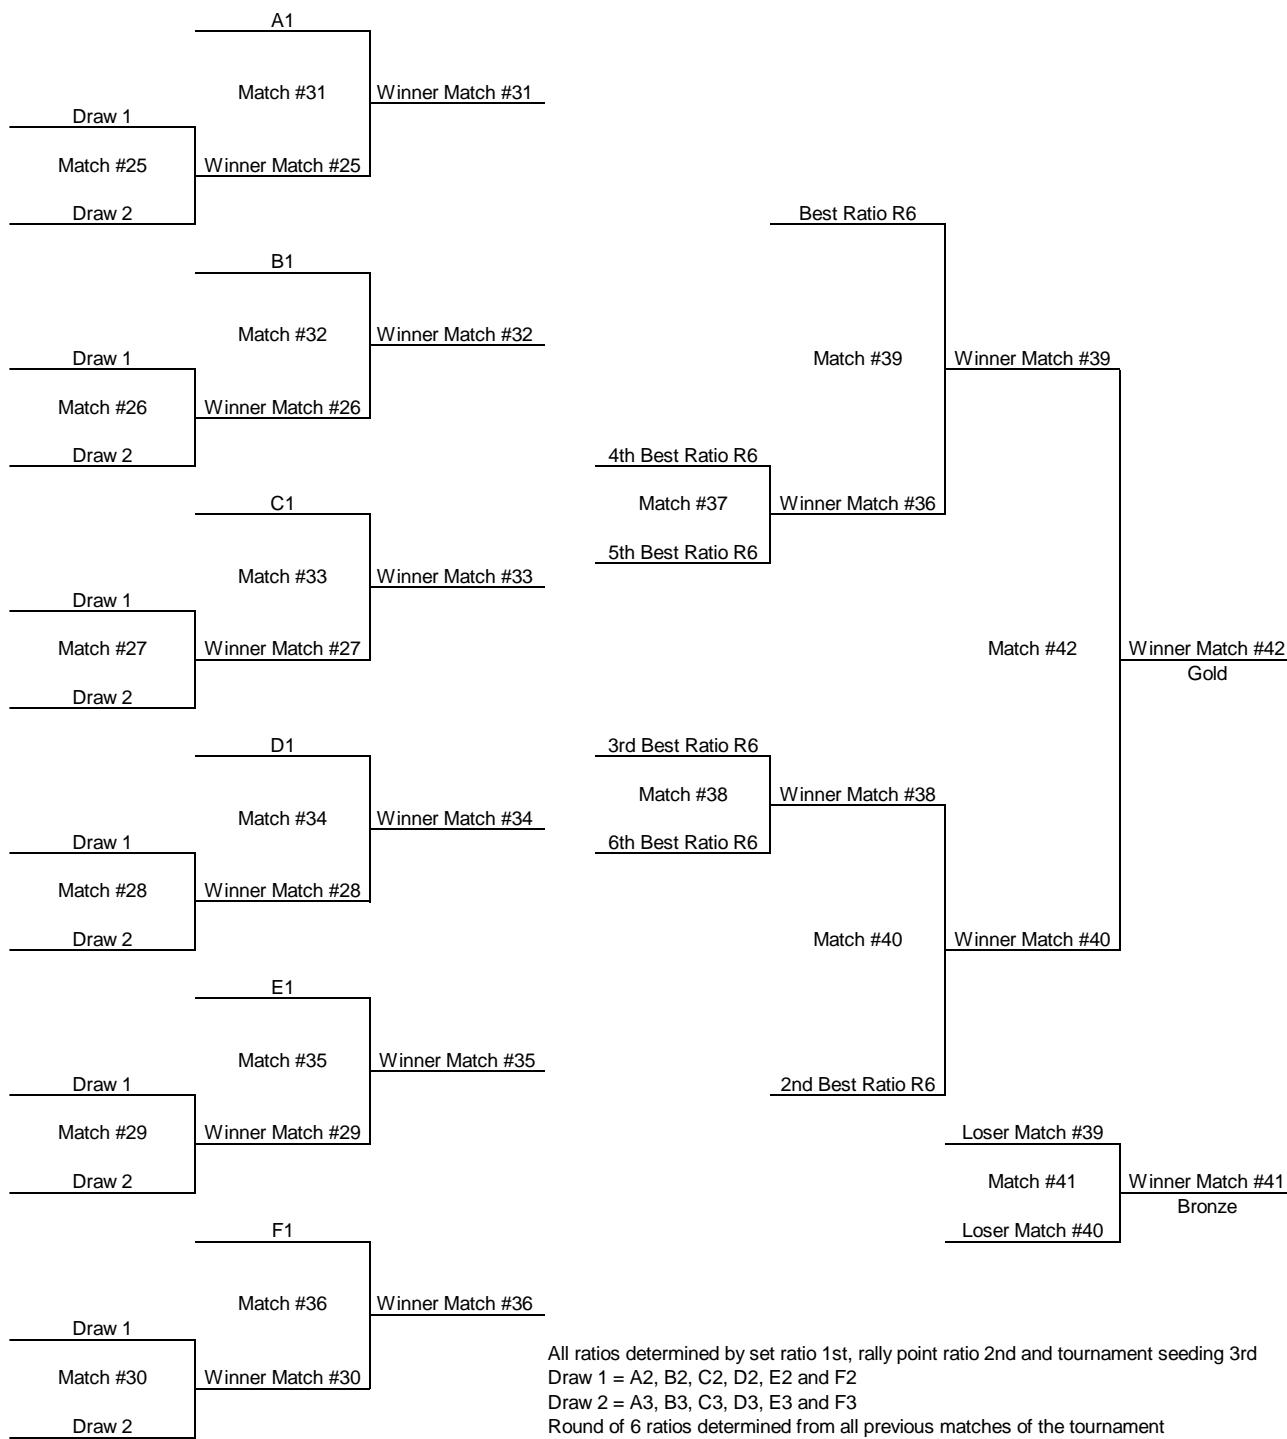 A1
Match #31
Winner Match #31
Draw 1
Match #25
Winner Match #25
Draw 2
B1
Match #32
Winner Match #32
Draw 1
Match #26
Winner Match #26
Draw 2
C1
Match #33
Winner Match #33
Draw 1
Match #27
Winner Match #27
Draw 2
D1
Match #34
Winner Match #34
Draw 1
Match #28
Winner Match #28
Draw 2
E1
Match #35
Winner Match #35
Draw 1
Match #29
Winner Match #29
Draw 2
F1
Match #36
Winner Match #36
Draw 1
Match #30
Winner Match #30
Draw 2
Best Ratio R6
Match #39
Winner Match #39
4th Best Ratio R6
Match #37
Winner Match #36
5th Best Ratio R6
Match #42
Winner Match #42
Gold
3rd Best Ratio R6
Match #38
Winner Match #38
6th Best Ratio R6
Match #40
Winner Match #40
2nd Best Ratio R6
Loser Match #39
Match #41
Winner Match #41
Bronze
Loser Match #40
All ratios determined by set ratio 1st, rally point ratio 2nd and tournament seeding 3rd
Draw 1 = A2, B2, C2, D2, E2 and F2
Draw 2 = A3, B3, C3, D3, E3 and F3
Round of 6 ratios determined from all previous matches of the tournament